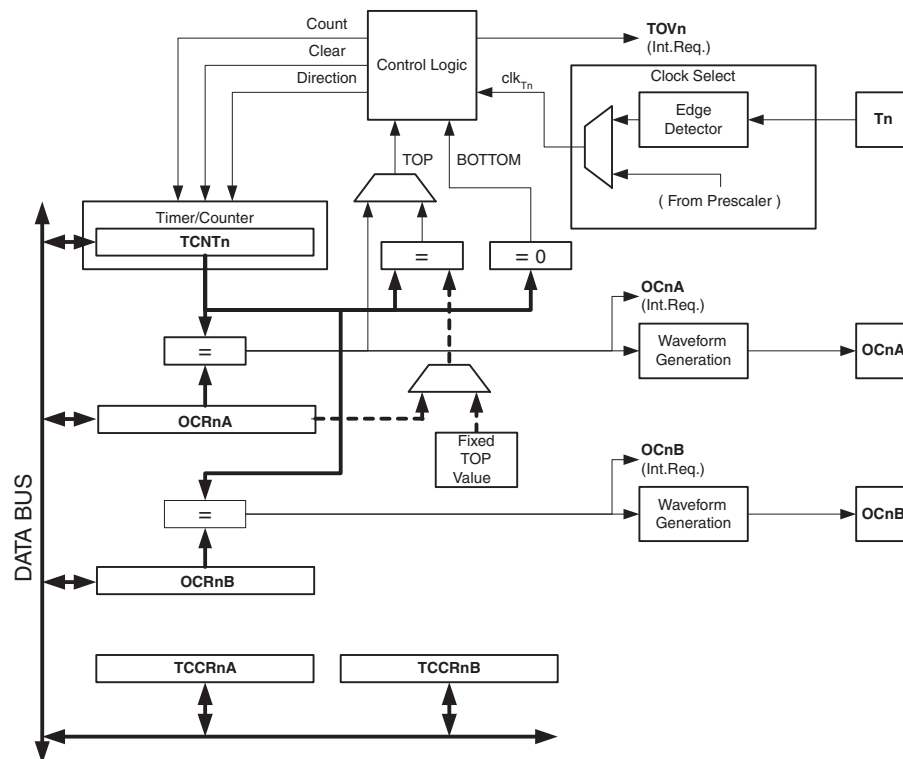 Count
Clear
Direction
Control Logic
TOVn
(Int.Req.)
clkTn
Clock Select
Edge
Detector
Tn
( From Prescaler )
TOP
BOTTOM
Timer/Counter
TCNTn
=
= 0
OCnA
(Int.Req.)
=
Waveform
Generation
OCnA
OCRnA
Fixed
TOP
Value
OCnB
(Int.Req.)
=
Waveform
Generation
OCnB
OCRnB
DATA BUS
TCCRnA
TCCRnB